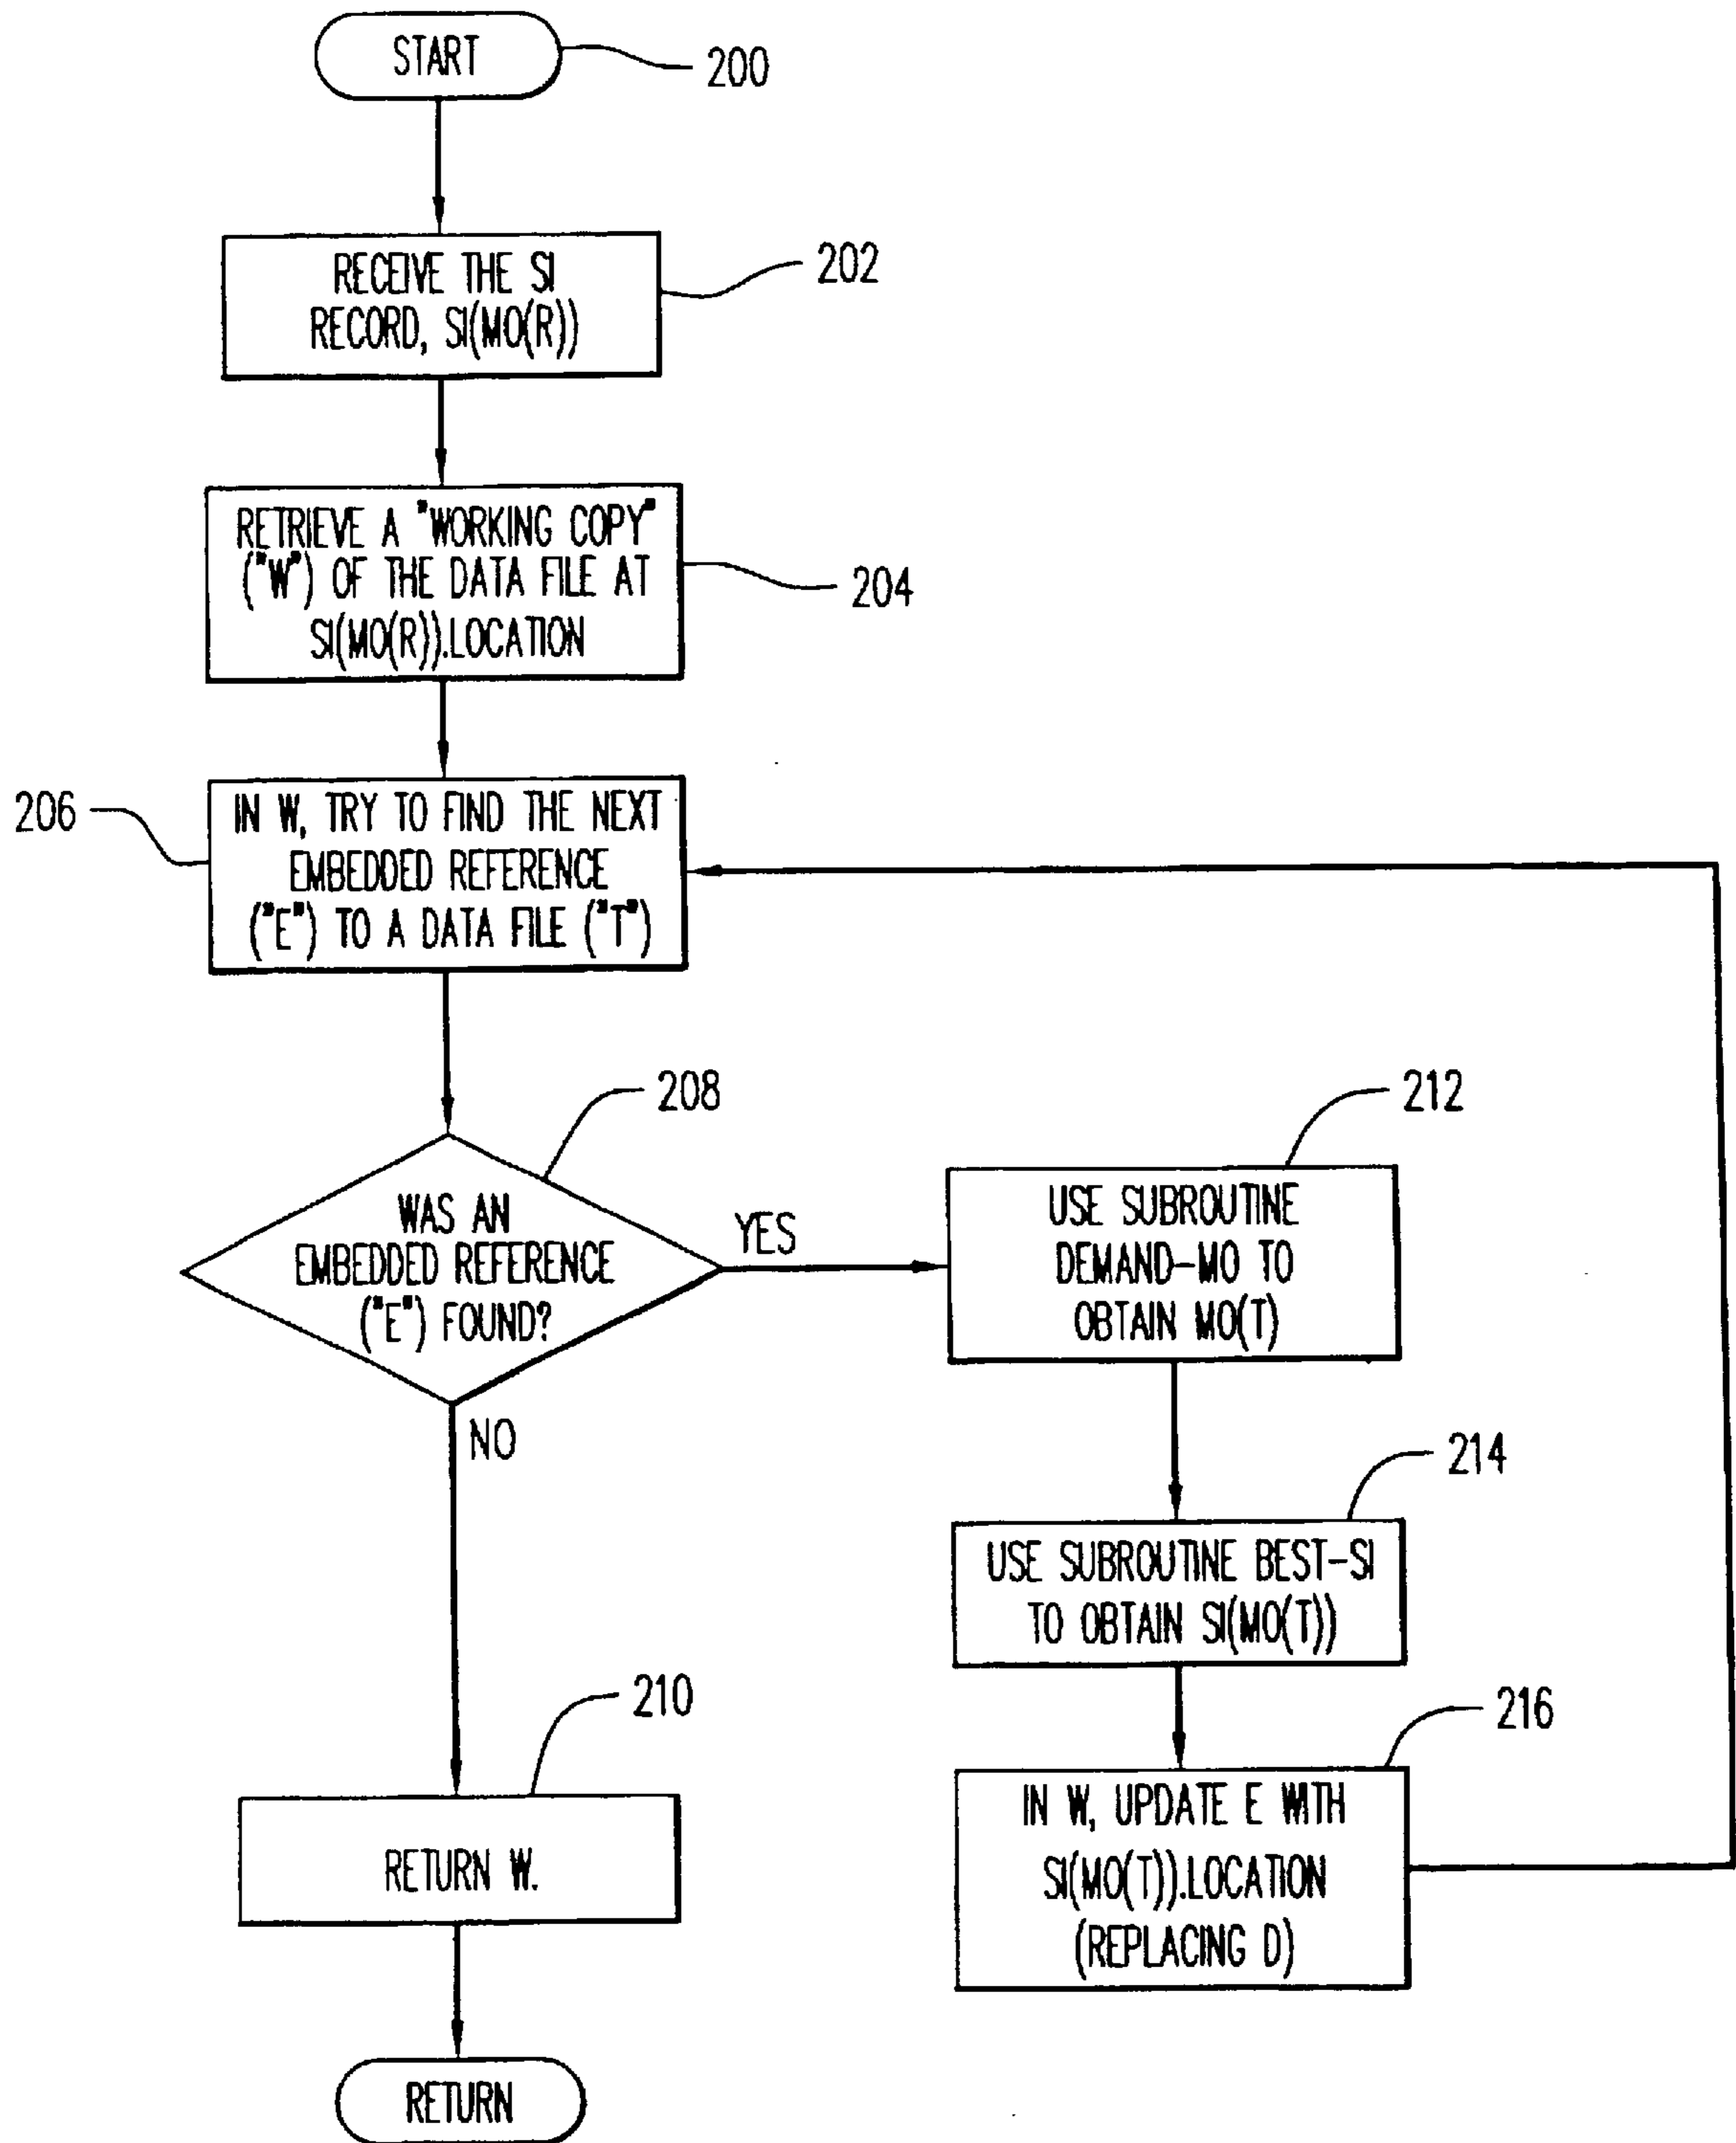 START
200
RECEIVE THE SI
RECORD, SI(MO(R))
202
RETRIEVE A "WORKING COPY"
("W") OF THE DATA FILE AT
SI(MO(R)).LOCATION
204
206
IN W, TRY TO FIND THE NEXT
EMBEDDED REFERENCE
("E") TO A DATA FILE ("T")
208
WAS AN
EMBEDDED REFERENCE
("E") FOUND?
YES
NO
212
USE SUBROUTINE
DEMAND-MO TO
OBTAIN MO(T)
214
USE SUBROUTINE BEST-SI
TO OBTAIN SI(MO(T))
216
IN W, UPDATE E WITH
SI(MO(T)).LOCATION
(REPLACING D)
210
RETURN W.
RETURN